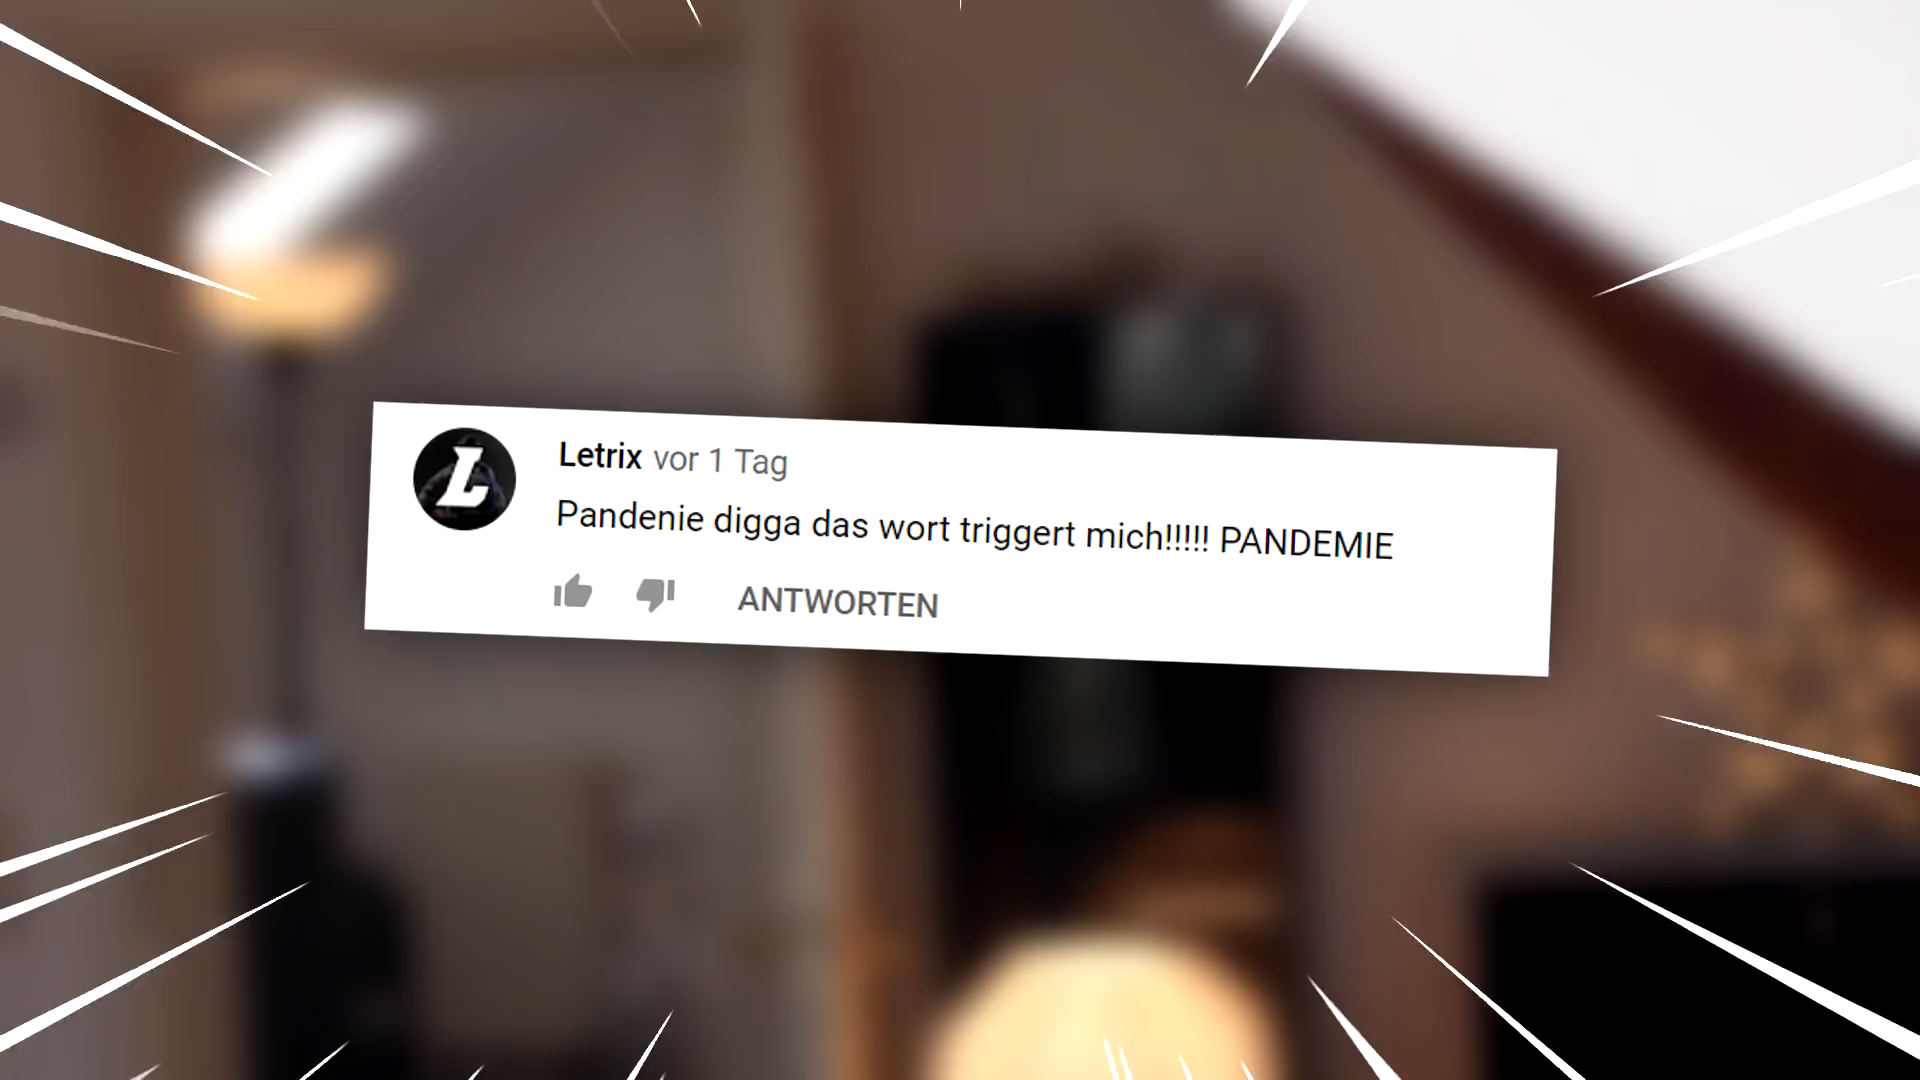 L
Letrix vor 1 Tag
Pandenie digga das wort triggert mich!!!!! PANDEMIE
ANTWORTEN